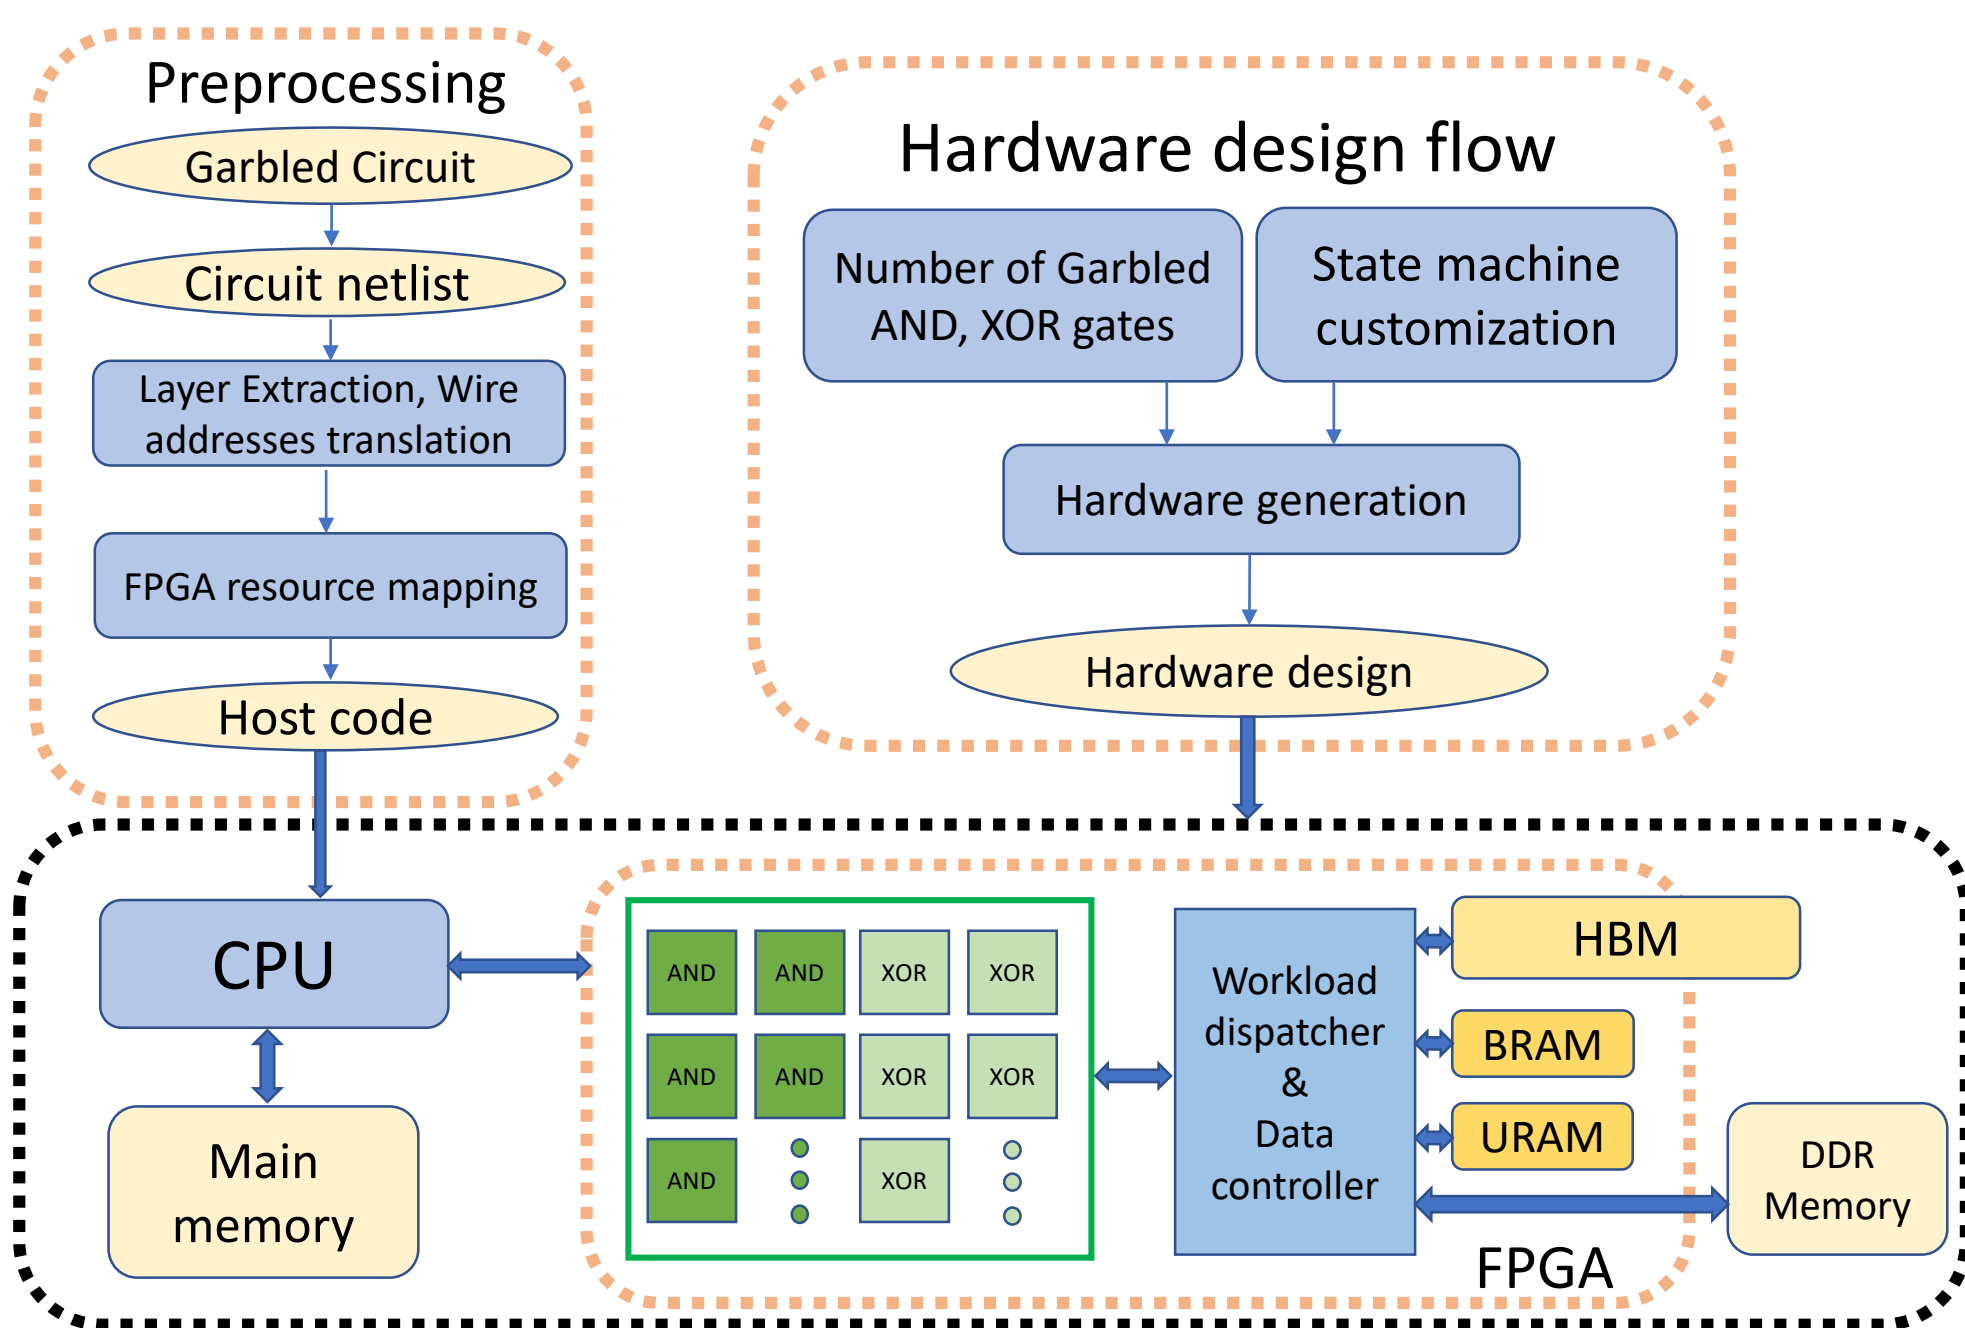 Preprocessing
Garbled Circuit
Circuit netlist
Layer Extraction, Wire
addresses translation
FPGA resource mapping
Host code
Hardware design flow
Number of Garbled
AND, XOR gates
State machine
customization
Hardware generation
Hardware design
CPU
Main
memory
AND AND XOR XOR
AND AND XOR XOR
AND XOR
Workload
dispatcher
&
Data
controller
HBM
BRAM
URAM
DDR
Memory
FPGA